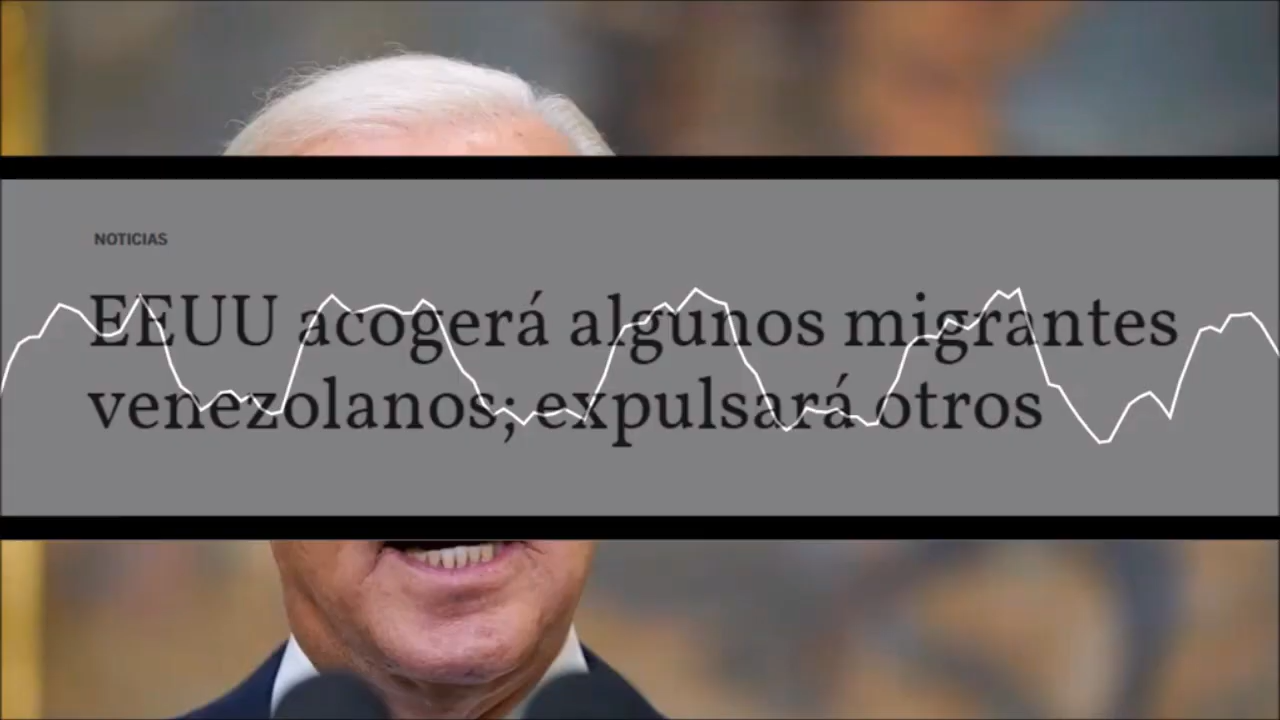 NOTICIAS
EEUU acogerá algunos migrantes
venezolanos; expulsará otros